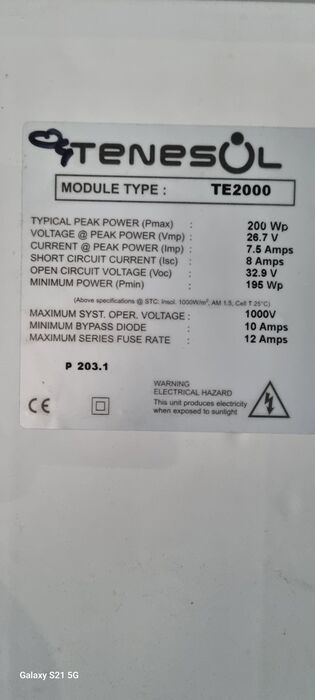 TENESOL
MODULE TYPE : TE2000
TYPICAL PEAK POWER (Pmax) : 200 Wp
VOLTAGE @ PEAK POWER (Vmp) : 26.7 V
CURRENT @ PEAK POWER (Imp) : 7.5 Amps
SHORT CIRCUIT CURRENT (Isc) : 8 Amps
OPEN CIRCUIT VOLTAGE (Voc) : 32.9 V
MINIMUM POWER (Pmin) : 195 Wp
(Above specifications @ STC: Insol. 1000W/m², AM 1.5, Cell T 25°C)
MAXIMUM SYST. OPER. VOLTAGE : 1000V
MINIMUM BYPASS DIODE : 10 Amps
MAXIMUM SERIES FUSE RATE : 12 Amps
P 203.1
WARNING
ELECTRICAL HAZARD
This unit produces electricity
when exposed to sunlight
CE
Galaxy S21 5G